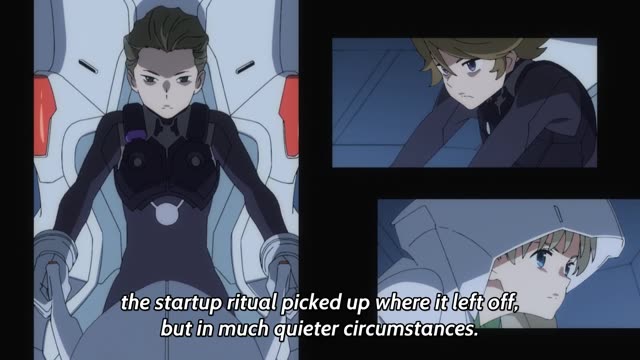 the startup ritual picked up where it left off,
but in much quieter circumstances.